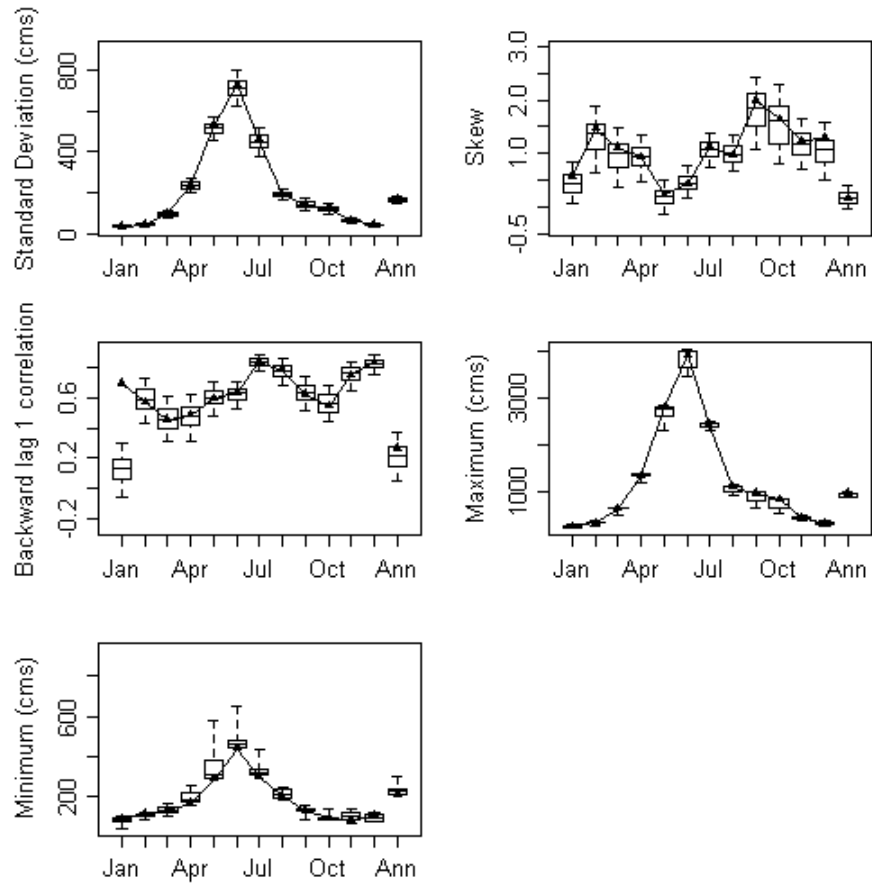 Standard Deviation (cms)
800
400
0
Jan Apr Jul Oct Ann
Skew
3.0
2.0
1.0
-0.5
Jan Apr Jul Oct Ann
Backward lag 1 correlation
0.6
0.2
-0.2
Jan Apr Jul Oct Ann
Maximum (cms)
3000
1000
Jan Apr Jul Oct Ann
Minimum (cms)
600
200
Jan Apr Jul Oct Ann